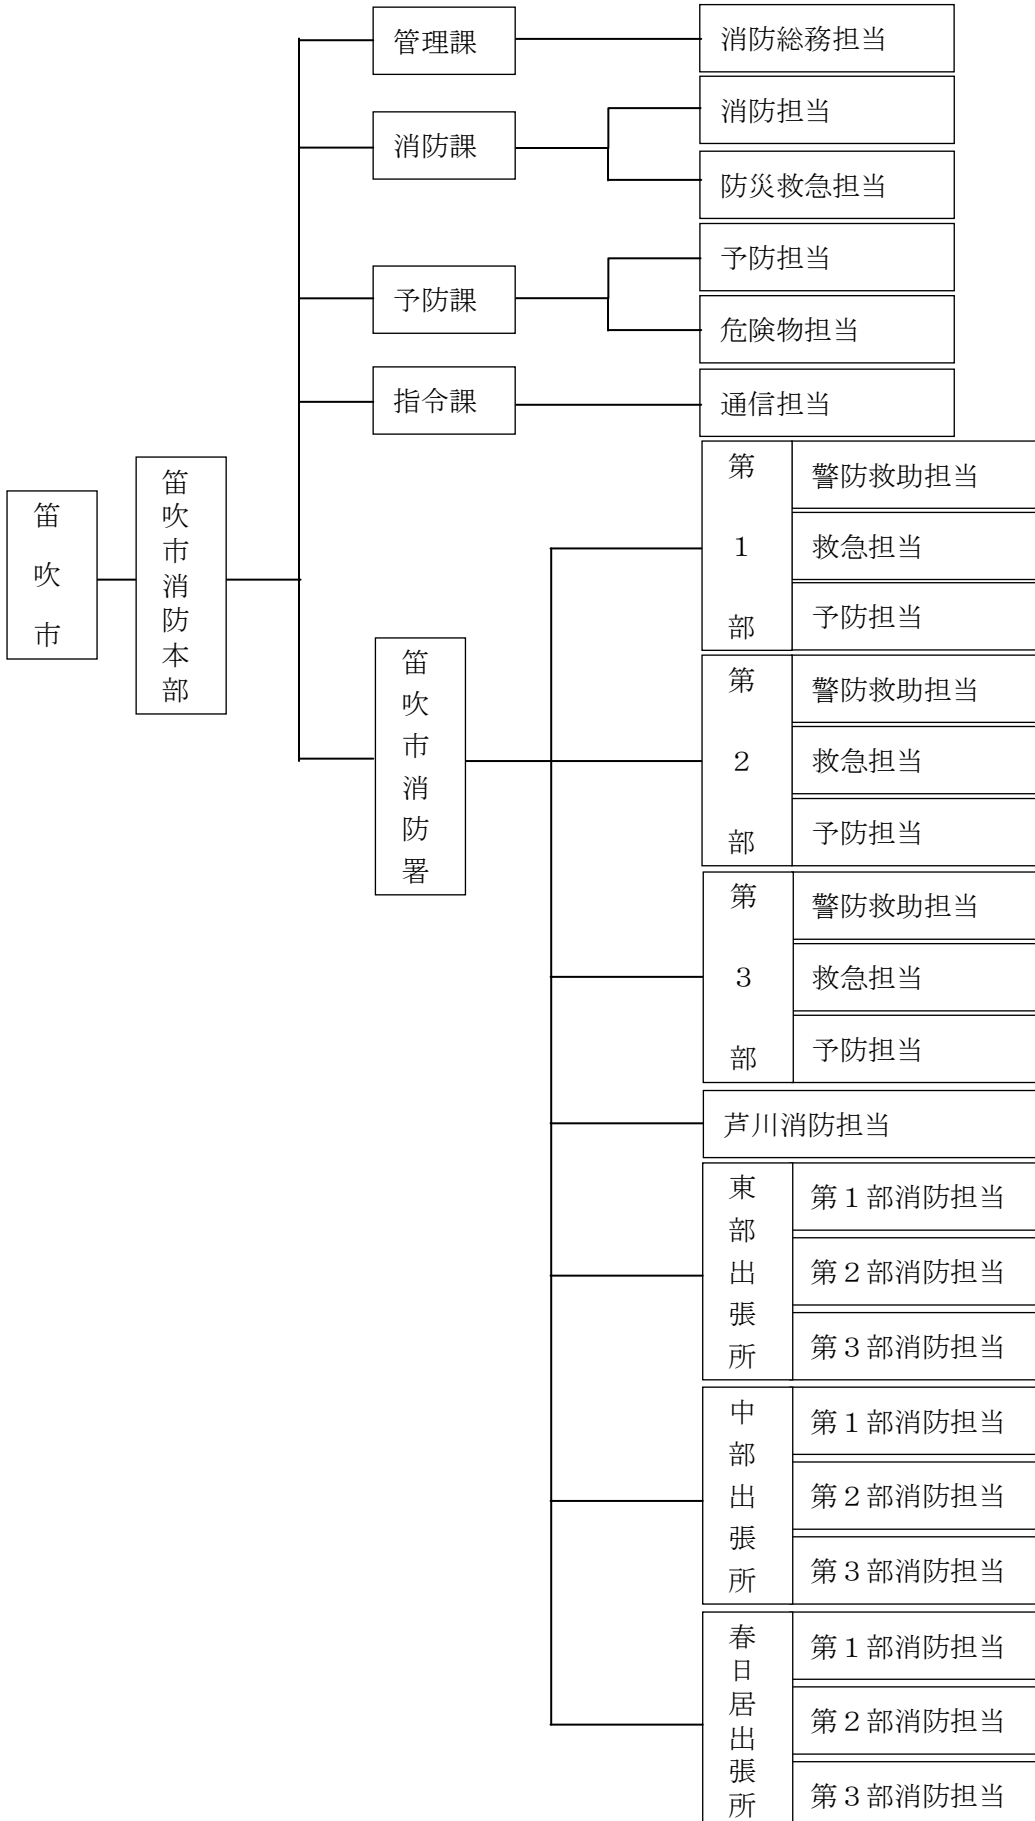 笛吹市
笛吹市消防本部
管理課
消防総務担当
消防課
消防担当
防災救急担当
予防課
予防担当
危険物担当
指令課
通信担当
笛吹市消防署
第１部
警防救助担当
救急担当
予防担当
第２部
警防救助担当
救急担当
予防担当
第３部
警防救助担当
救急担当
予防担当
芦川消防担当
東部出張所
第１部消防担当
第２部消防担当
第３部消防担当
中部出張所
第１部消防担当
第２部消防担当
第３部消防担当
春日居出張所
第１部消防担当
第２部消防担当
第３部消防担当